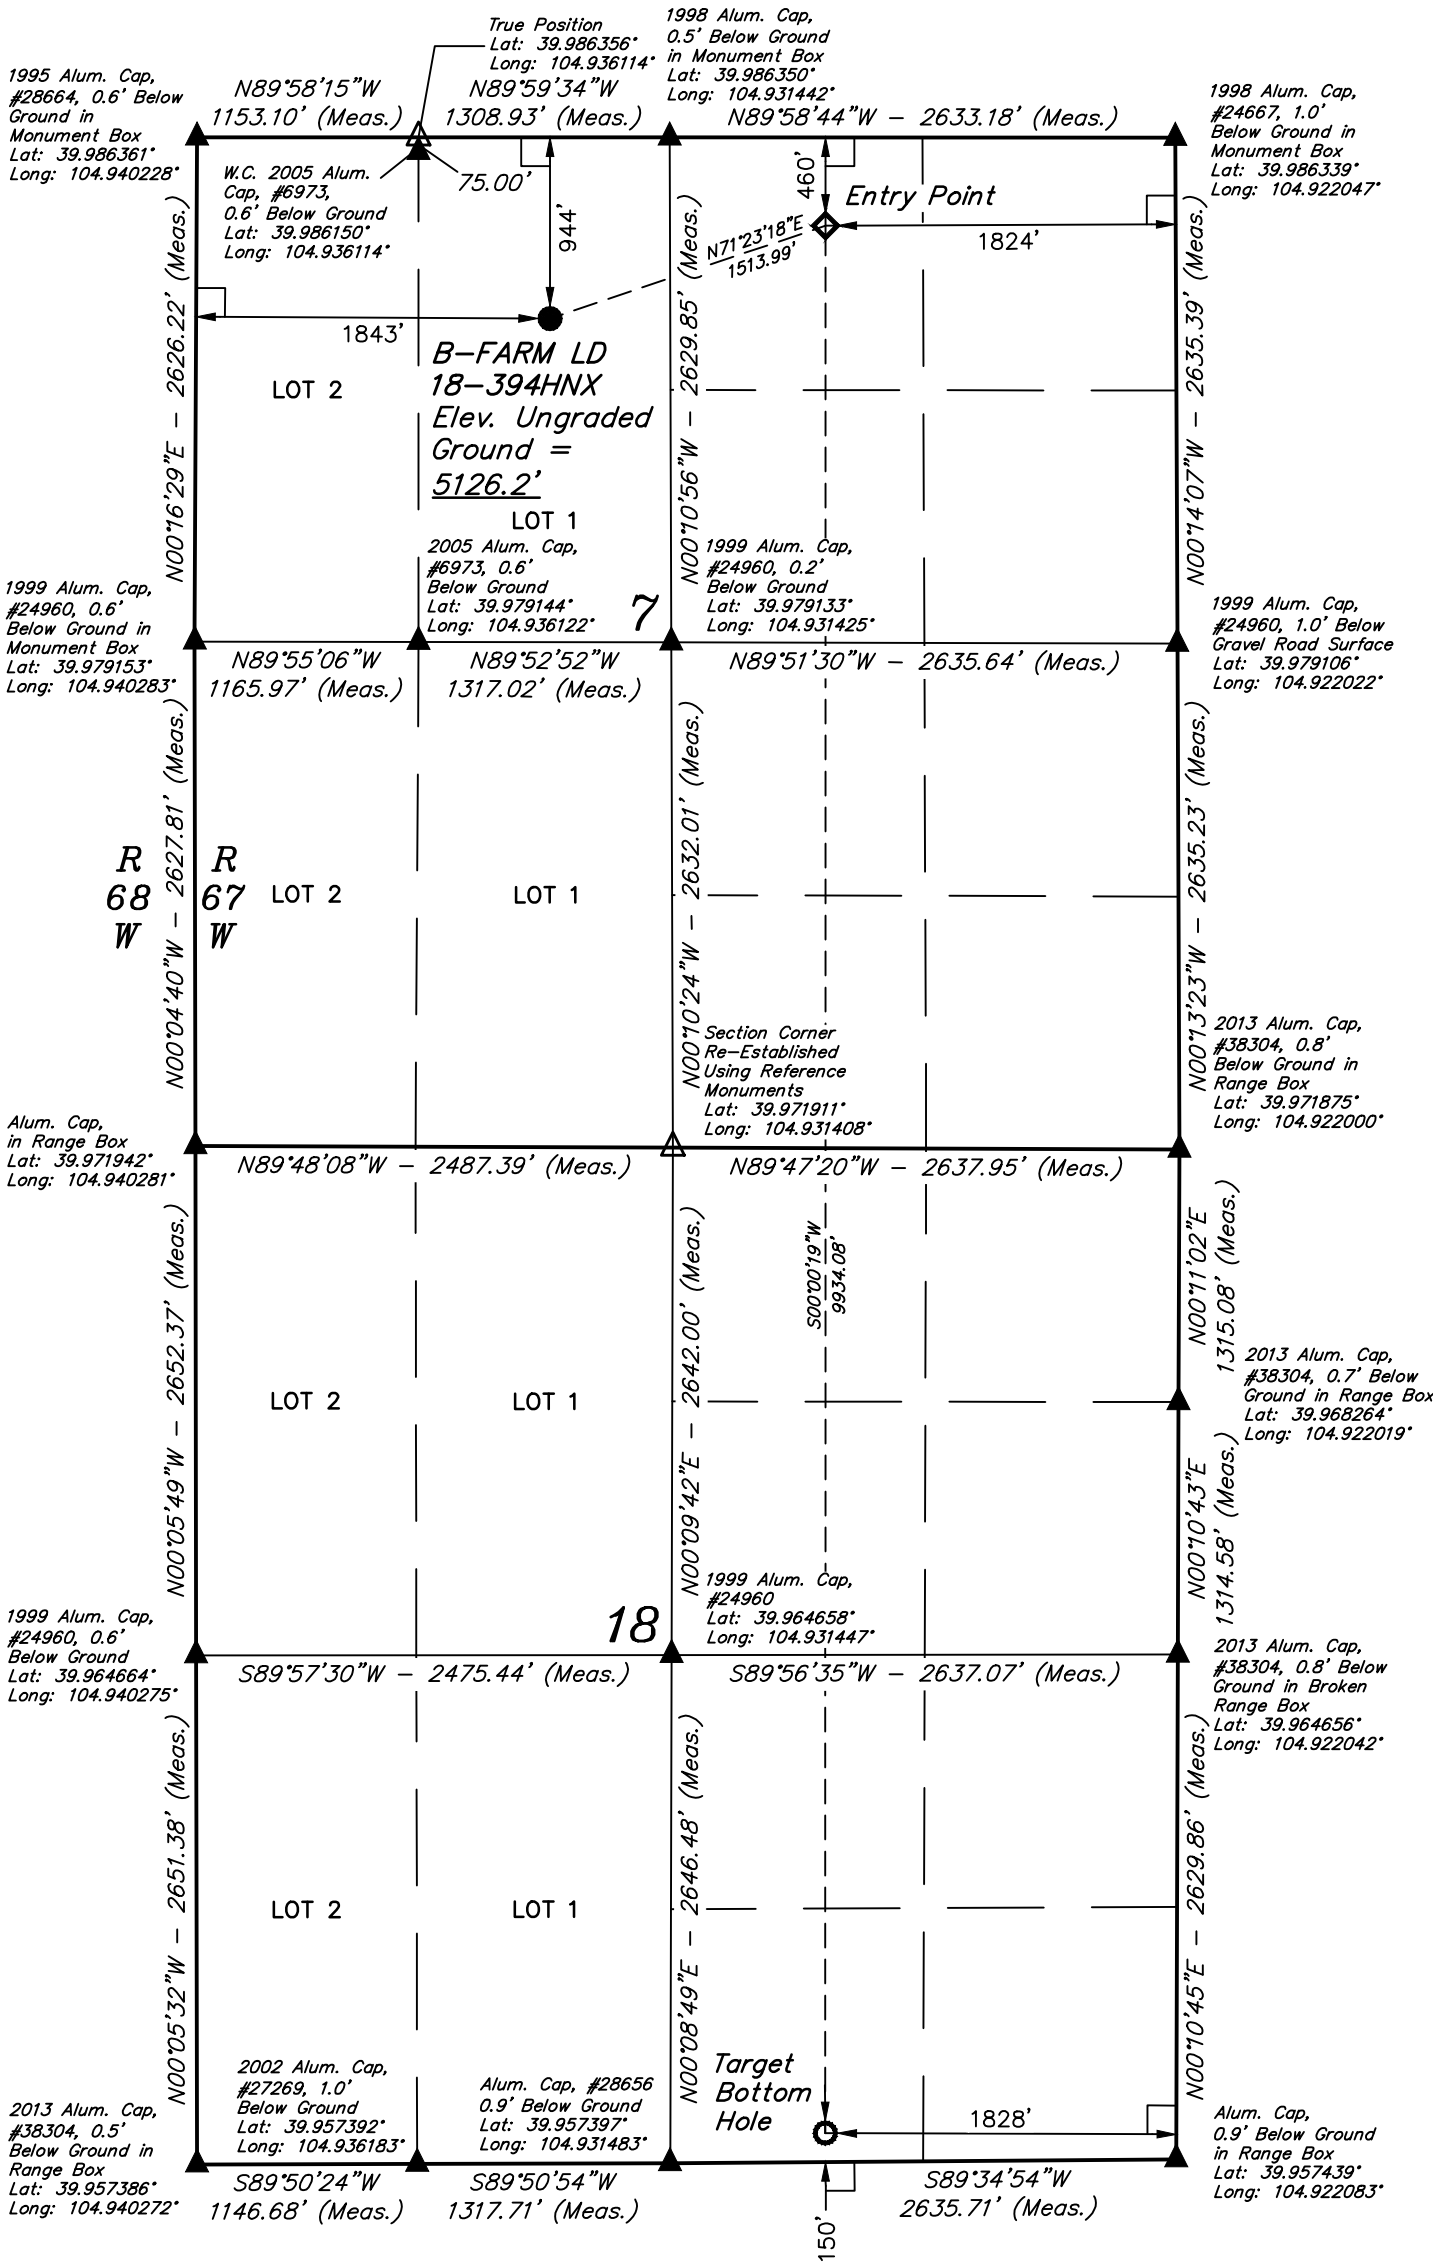 True Position
Lat: 39.986356°
Long: 104.936114°
1998 Alum. Cap,
0.5' Below Ground
in Monument Box
Lat: 39.986350°
Long: 104.931442°
1995 Alum. Cap,
#28664, 0.6' Below
Ground in
Monument Box
Lat: 39.986361°
Long: 104.940228°
N89°58'15"W
1153.10' (Meas.)
N89°59'34"W
1308.93' (Meas.)
N89°58'44"W - 2633.18' (Meas.)
1998 Alum. Cap,
#24667, 1.0'
Below Ground in
Monument Box
Lat: 39.986339°
Long: 104.922047°
W.C. 2005 Alum.
Cap, #6973,
0.6' Below Ground
Lat: 39.986150°
Long: 104.936114°
75.00'
944'
460'
Entry Point
1824'
N71°23'18"E
1513.99'
1843'
B-FARM LD
18-394HNX
Elev. Ungraded
Ground =
5126.2'
LOT 2
LOT 1
N00°16'29"E - 2626.22' (Meas.)
N00°10'56"W - 2629.85' (Meas.)
N00°14'07"W - 2635.39' (Meas.)
1999 Alum. Cap,
#24960, 0.6'
Below Ground in
Monument Box
Lat: 39.979153°
Long: 104.940283°
2005 Alum. Cap,
#6973, 0.6'
Below Ground
Lat: 39.979144°
Long: 104.936122°
7
1999 Alum. Cap,
#24960, 0.2'
Below Ground
Lat: 39.979133°
Long: 104.931425°
1999 Alum. Cap,
#24960, 1.0' Below
Gravel Road Surface
Lat: 39.979106°
Long: 104.922022°
N89°55'06"W
1165.97' (Meas.)
N89°52'52"W
1317.02' (Meas.)
N89°51'30"W - 2635.64' (Meas.)
N00°04'40"W - 2627.81' (Meas.)
N00°10'24"W - 2632.01' (Meas.)
N00°13'23"W - 2635.23' (Meas.)
R
68
W
R
67
W
LOT 2
LOT 1
Section Corner
Re-Established
Using Reference
Monuments
Lat: 39.971911°
Long: 104.931408°
2013 Alum. Cap,
#38304, 0.8'
Below Ground in
Range Box
Lat: 39.971875°
Long: 104.922000°
Alum. Cap,
in Range Box
Lat: 39.971942°
Long: 104.940281°
N89°48'08"W - 2487.39' (Meas.)
N89°47'20"W - 2637.95' (Meas.)
N00°05'49"W - 2652.37' (Meas.)
N00°09'42"E - 2642.00' (Meas.)
S00°00'19"W
9934.08'
N00°11'02"E
1315.08' (Meas.)
2013 Alum. Cap,
#38304, 0.7' Below
Ground in Range Box
Lat: 39.968264°
Long: 104.922019°
LOT 2
LOT 1
N00°10'43"E
1314.58' (Meas.)
1999 Alum. Cap,
#24960, 0.6'
Below Ground
Lat: 39.964664°
Long: 104.940275°
18
1999 Alum. Cap,
#24960
Lat: 39.964658°
Long: 104.931447°
2013 Alum. Cap,
#38304, 0.8' Below
Ground in Broken
Range Box
Lat: 39.964656°
Long: 104.922042°
S89°57'30"W - 2475.44' (Meas.)
S89°56'35"W - 2637.07' (Meas.)
N00°05'32"W - 2651.38' (Meas.)
N00°08'49"E - 2646.48' (Meas.)
N00°10'45"E - 2629.86' (Meas.)
LOT 2
LOT 1
Target
Bottom
Hole
1828'
2013 Alum. Cap,
#38304, 0.5'
Below Ground in
Range Box
Lat: 39.957386°
Long: 104.940272°
2002 Alum. Cap,
#27269, 1.0'
Below Ground
Lat: 39.957392°
Long: 104.936183°
Alum. Cap, #28656
0.9' Below Ground
Lat: 39.957397°
Long: 104.931483°
Alum. Cap,
0.9' Below Ground
in Range Box
Lat: 39.957439°
Long: 104.922083°
S89°50'24"W
1146.68' (Meas.)
S89°50'54"W
1317.71' (Meas.)
S89°34'54"W
2635.71' (Meas.)
150'